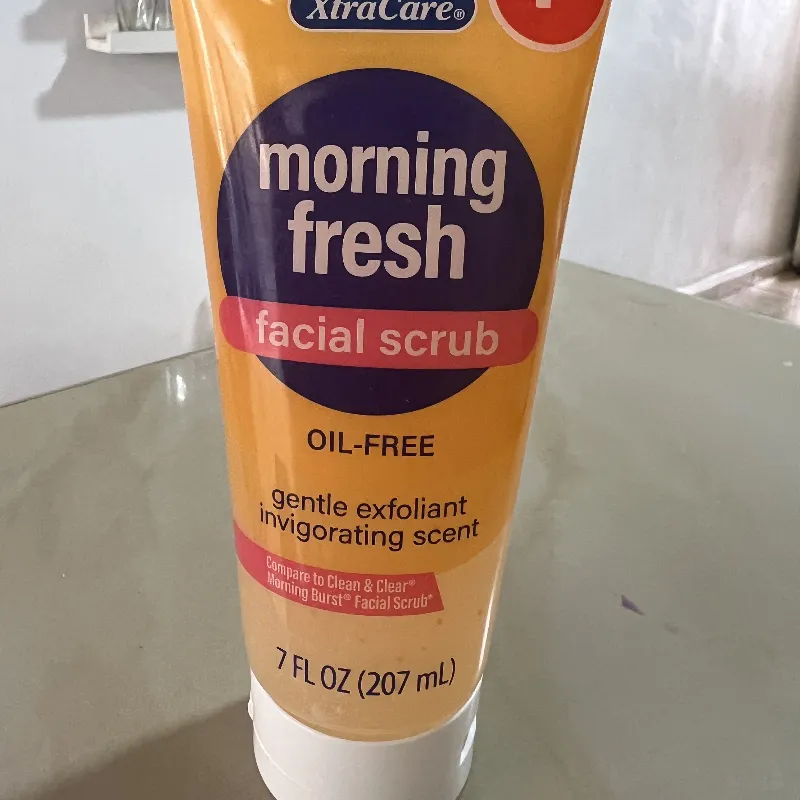 XtraCare®
morning
fresh
facial scrub
OIL-FREE
gentle exfoliant
invigorating scent
Compare to Clean & Clear®
Morning Burst® Facial Scrub*
7 FL OZ (207 mL)